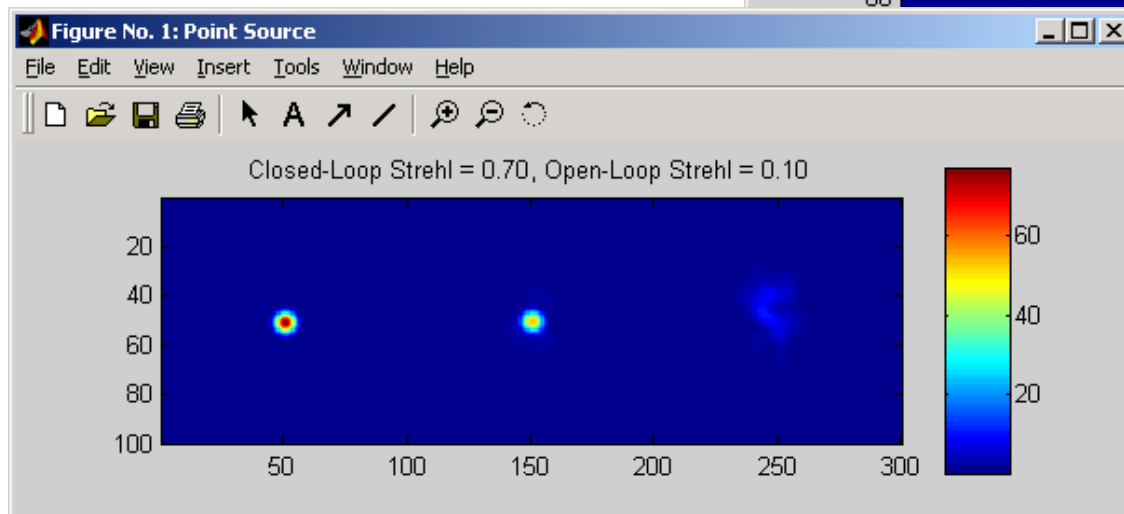 Figure No. 1: Point Source
File Edit View Insert Tools Window Help
A
Closed-Loop Strehl = 0.70, Open-Loop Strehl = 0.10
20
40
60
80
100
50 100 150 200 250 300
60
40
20